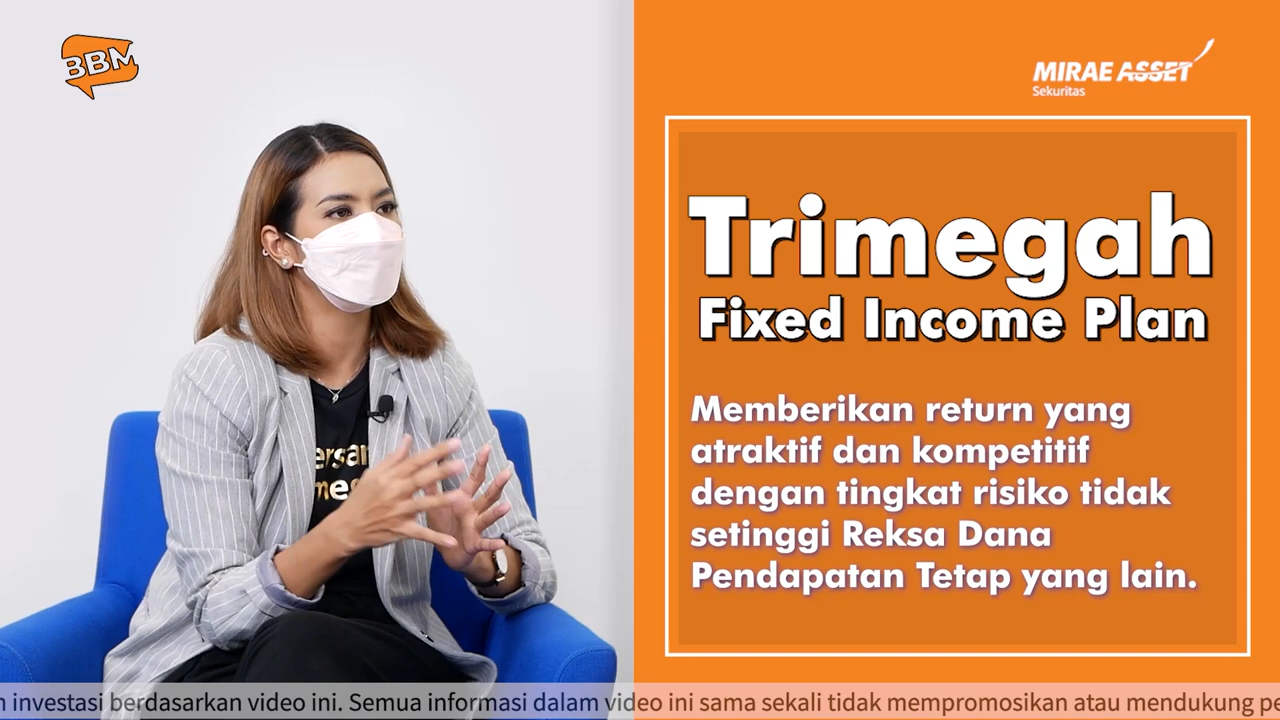 BBM
MIRAE ASSET
Sekuritas
Trimegah
Fixed Income Plan
Memberikan return yang
atraktif dan kompetitif
dengan tingkat risiko tidak
setinggi Reksa Dana
Pendapatan Tetap yang lain.
investasi berdasarkan video ini. Semua informasi dalam video ini sama sekali tidak mempromosikan atau mendukung